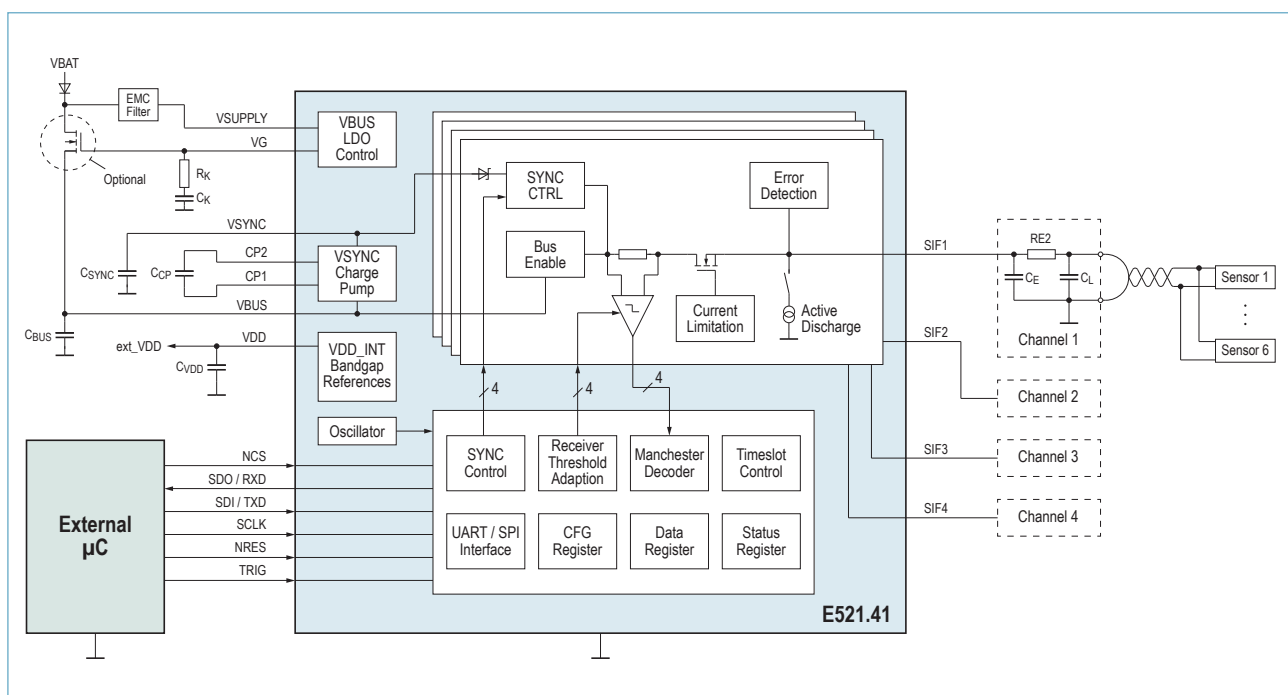 VBAT
EMC
Filter
VSUPPLY
VG
Optional
RK
CK
VBUS
LDO
Control
VSYNC
CSYNC
CCP
CP2
CP1
VSYNC
Charge
Pump
VBUS
CBUS
ext_VDD
VDD
CVDD
VDD_INT
Bandgap
References
SYNC
CTRL
Bus
Enable
Error
Detection
Current
Limitation
Active
Discharge
4
4
4
Oscillator
SYNC
Control
Receiver
Threshold
Adaption
Manchester
Decoder
Timeslot
Control
UART / SPI
Interface
CFG
Register
Data
Register
Status
Register
E521.41
External
µC
NCS
SDO / RXD
SDI / TXD
SCLK
NRES
TRIG
SIF1
RE2
CE
CL
Channel 1
Sensor 1
Sensor 6
SIF2
Channel 2
SIF3
Channel 3
SIF4
Channel 4